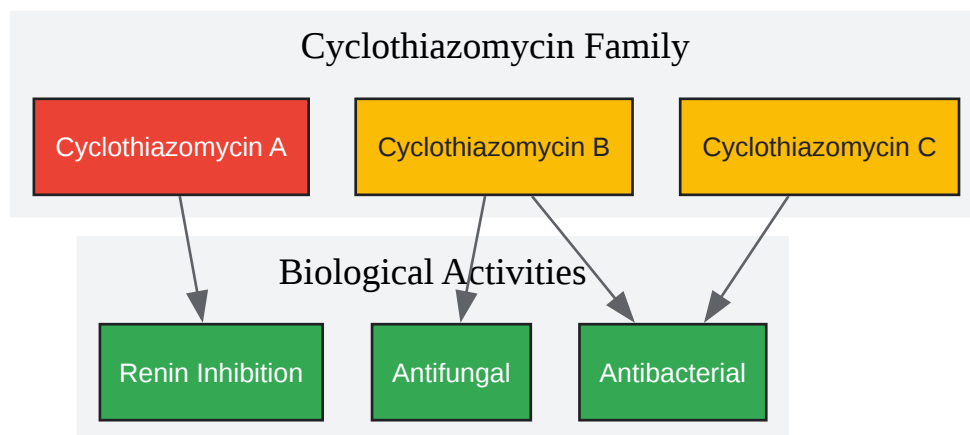 Cyclothiazomycin Family
Cyclothiazomycin A
Cyclothiazomycin B
Cyclothiazomycin C
Biological Activities
Renin Inhibition
Antifungal
Antibacterial